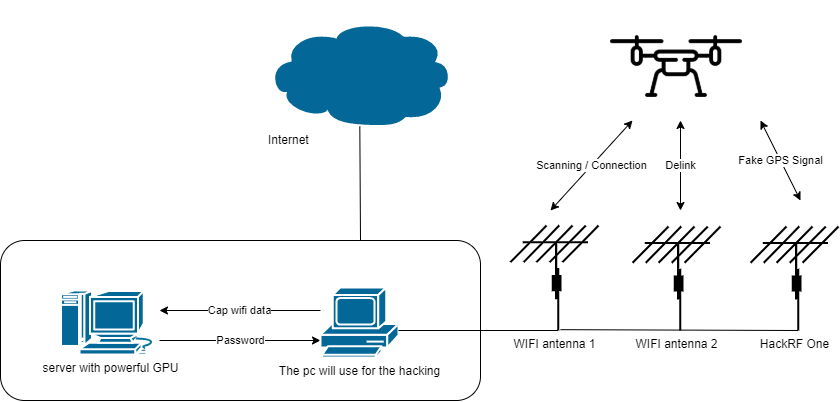 Internet
Scanning / Connection
Delink
Fake GPS Signal
Cap wifi data
Password
server with powerful GPU
The pc will use for the hacking
WIFI antenna 1
WIFI antenna 2
HackRF One